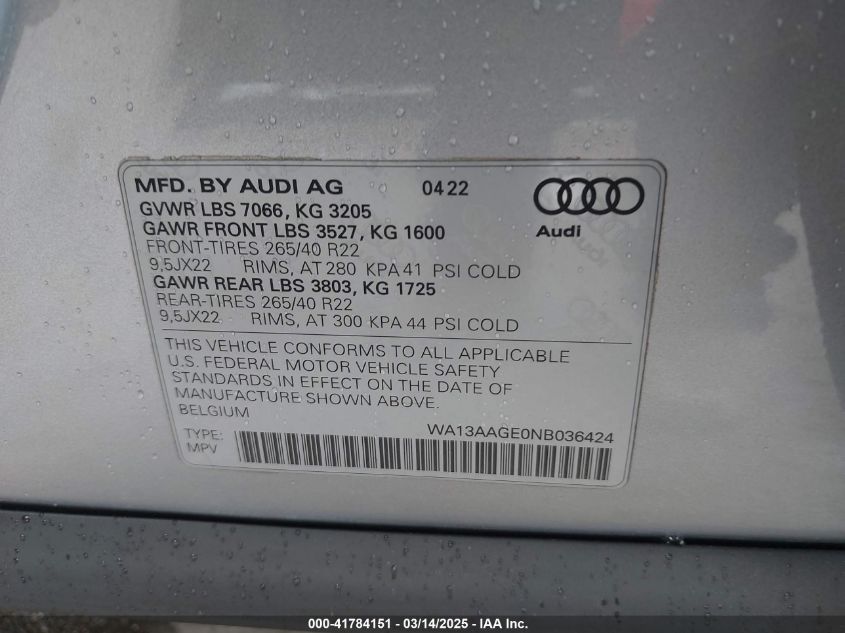 MFD. BY AUDI AG 0422
GVWR LBS 7066, KG 3205
GAWR FRONT LBS 3527, KG 1600
FRONT-TIRES 265/40 R22
9,5JX22 RIMS, AT 280 KPA 41 PSI COLD
GAWR REAR LBS 3803, KG 1725
REAR-TIRES 265/40 R22
9,5JX22 RIMS, AT 300 KPA 44 PSI COLD
Audi
THIS VEHICLE CONFORMS TO ALL APPLICABLE
U.S. FEDERAL MOTOR VEHICLE SAFETY
STANDARDS IN EFFECT ON THE DATE OF
MANUFACTURE SHOWN ABOVE.
BELGIUM
WA13AAGE0NB036424
TYPE:
MPV
000-41784151 - 03/14/2025 - IAA Inc.